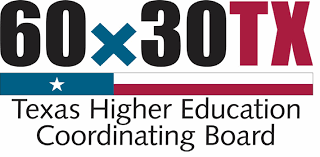 60×30TX
Texas Higher Education
Coordinating Board